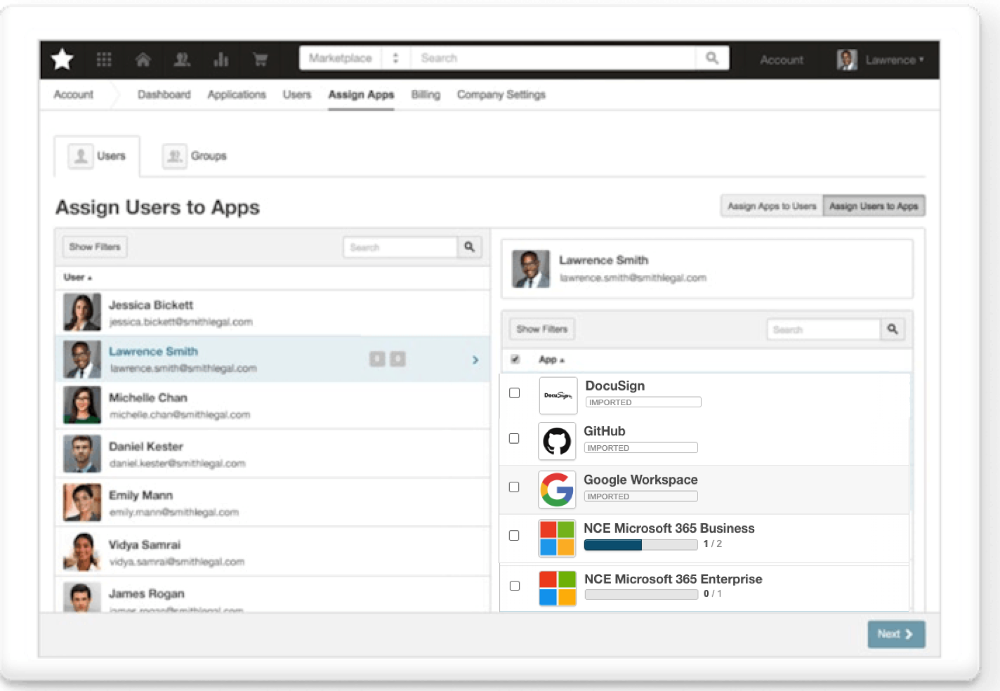 Marketplace
Search
Account
Lawrence
Account
Dashboard
Applications
Users
Assign Apps
Billing
Company Settings
Users
Groups
Assign Users to Apps
Assign Apps to Users
Assign Users to Apps
Show Filters
Search
User
Jessica Bickett
jessica.bickett@smithlegal.com
Lawrence Smith
lawrence.smith@smithlegal.com
Michelle Chan
michelle.chan@smithlegal.com
Daniel Kester
daniel.kester@smithlegal.com
Emily Mann
emily.mann@smithlegal.com
Vidya Samrai
vidya.samrai@smithlegal.com
James Rogan
james.rogan@smithlegal.com
Lawrence Smith
lawrence.smith@smithlegal.com
Show Filters
Search
App
DocuSign
DocuSign
IMPORTED
GitHub
IMPORTED
Google Workspace
IMPORTED
NCE Microsoft 365 Business
1 / 2
NCE Microsoft 365 Enterprise
0 / 1
Next